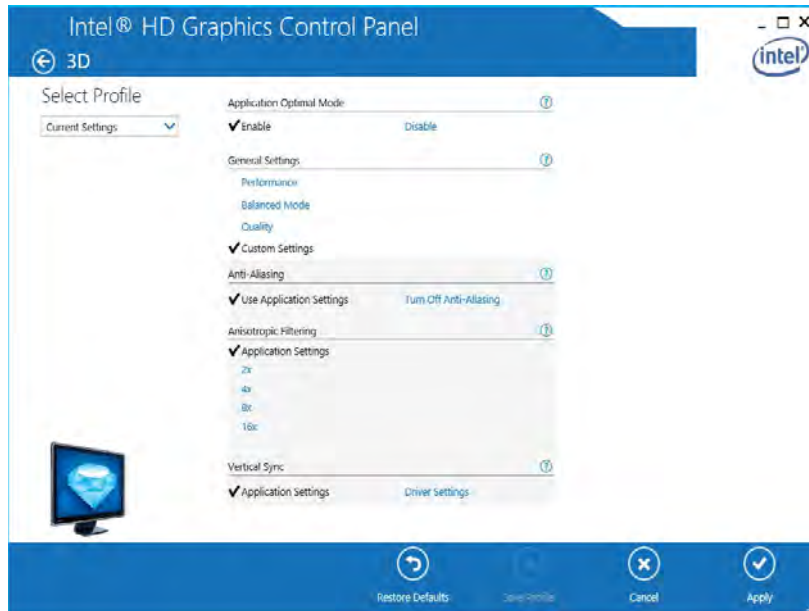 Intel® HD Graphics Control Panel
3D
intel
Select Profile
Current Settings
Application Optimal Mode
?
Enable
Disable
General Settings
?
Performance
Balanced Mode
Quality
Custom Settings
Anti-Aliasing
?
Use Application Settings
Turn Off Anti-Aliasing
Anisotropic Filtering
?
Application Settings
2x
4x
8x
16x
Vertical Sync
?
Application Settings
Driver Settings
Restore Defaults
Save Profile
Cancel
Apply